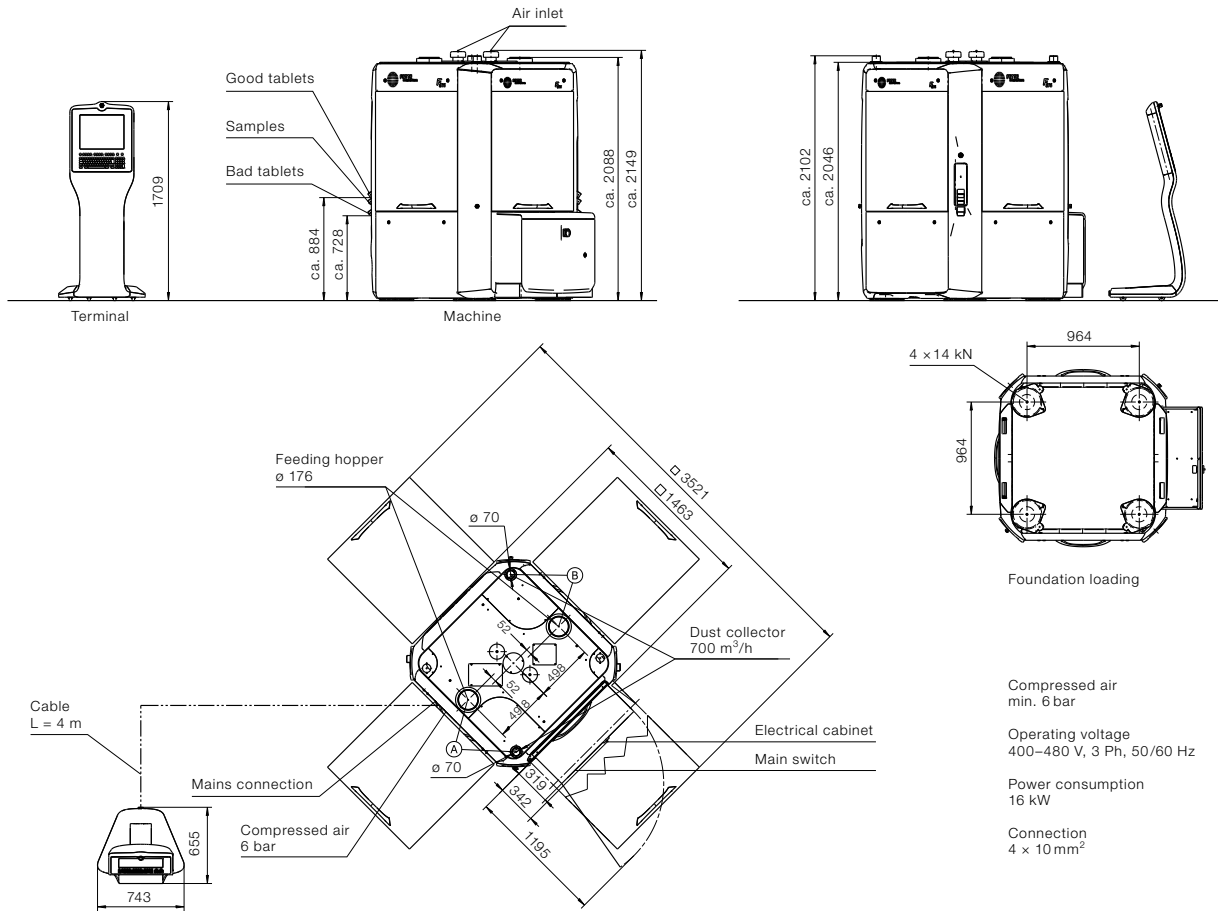 Air inlet
Good tablets
Samples
Bad tablets
1709
ca. 884
ca. 728
ca. 2088
ca. 2149
ca. 2102
ca. 2046
Terminal
Machine
964
4 × 14 kN
964
Foundation loading
□ 3521
□ 1463
Feeding hopper
ø 176
ø 70
B
52
498
52
498
Dust collector
700 m³/h
Cable
L = 4 m
A
ø 70
Electrical cabinet
Main switch
Mains connection
319
342
1195
Compressed air
6 bar
655
743
Compressed air
min. 6 bar
Operating voltage
400–480 V, 3 Ph, 50/60 Hz
Power consumption
16 kW
Connection
4 × 10 mm²